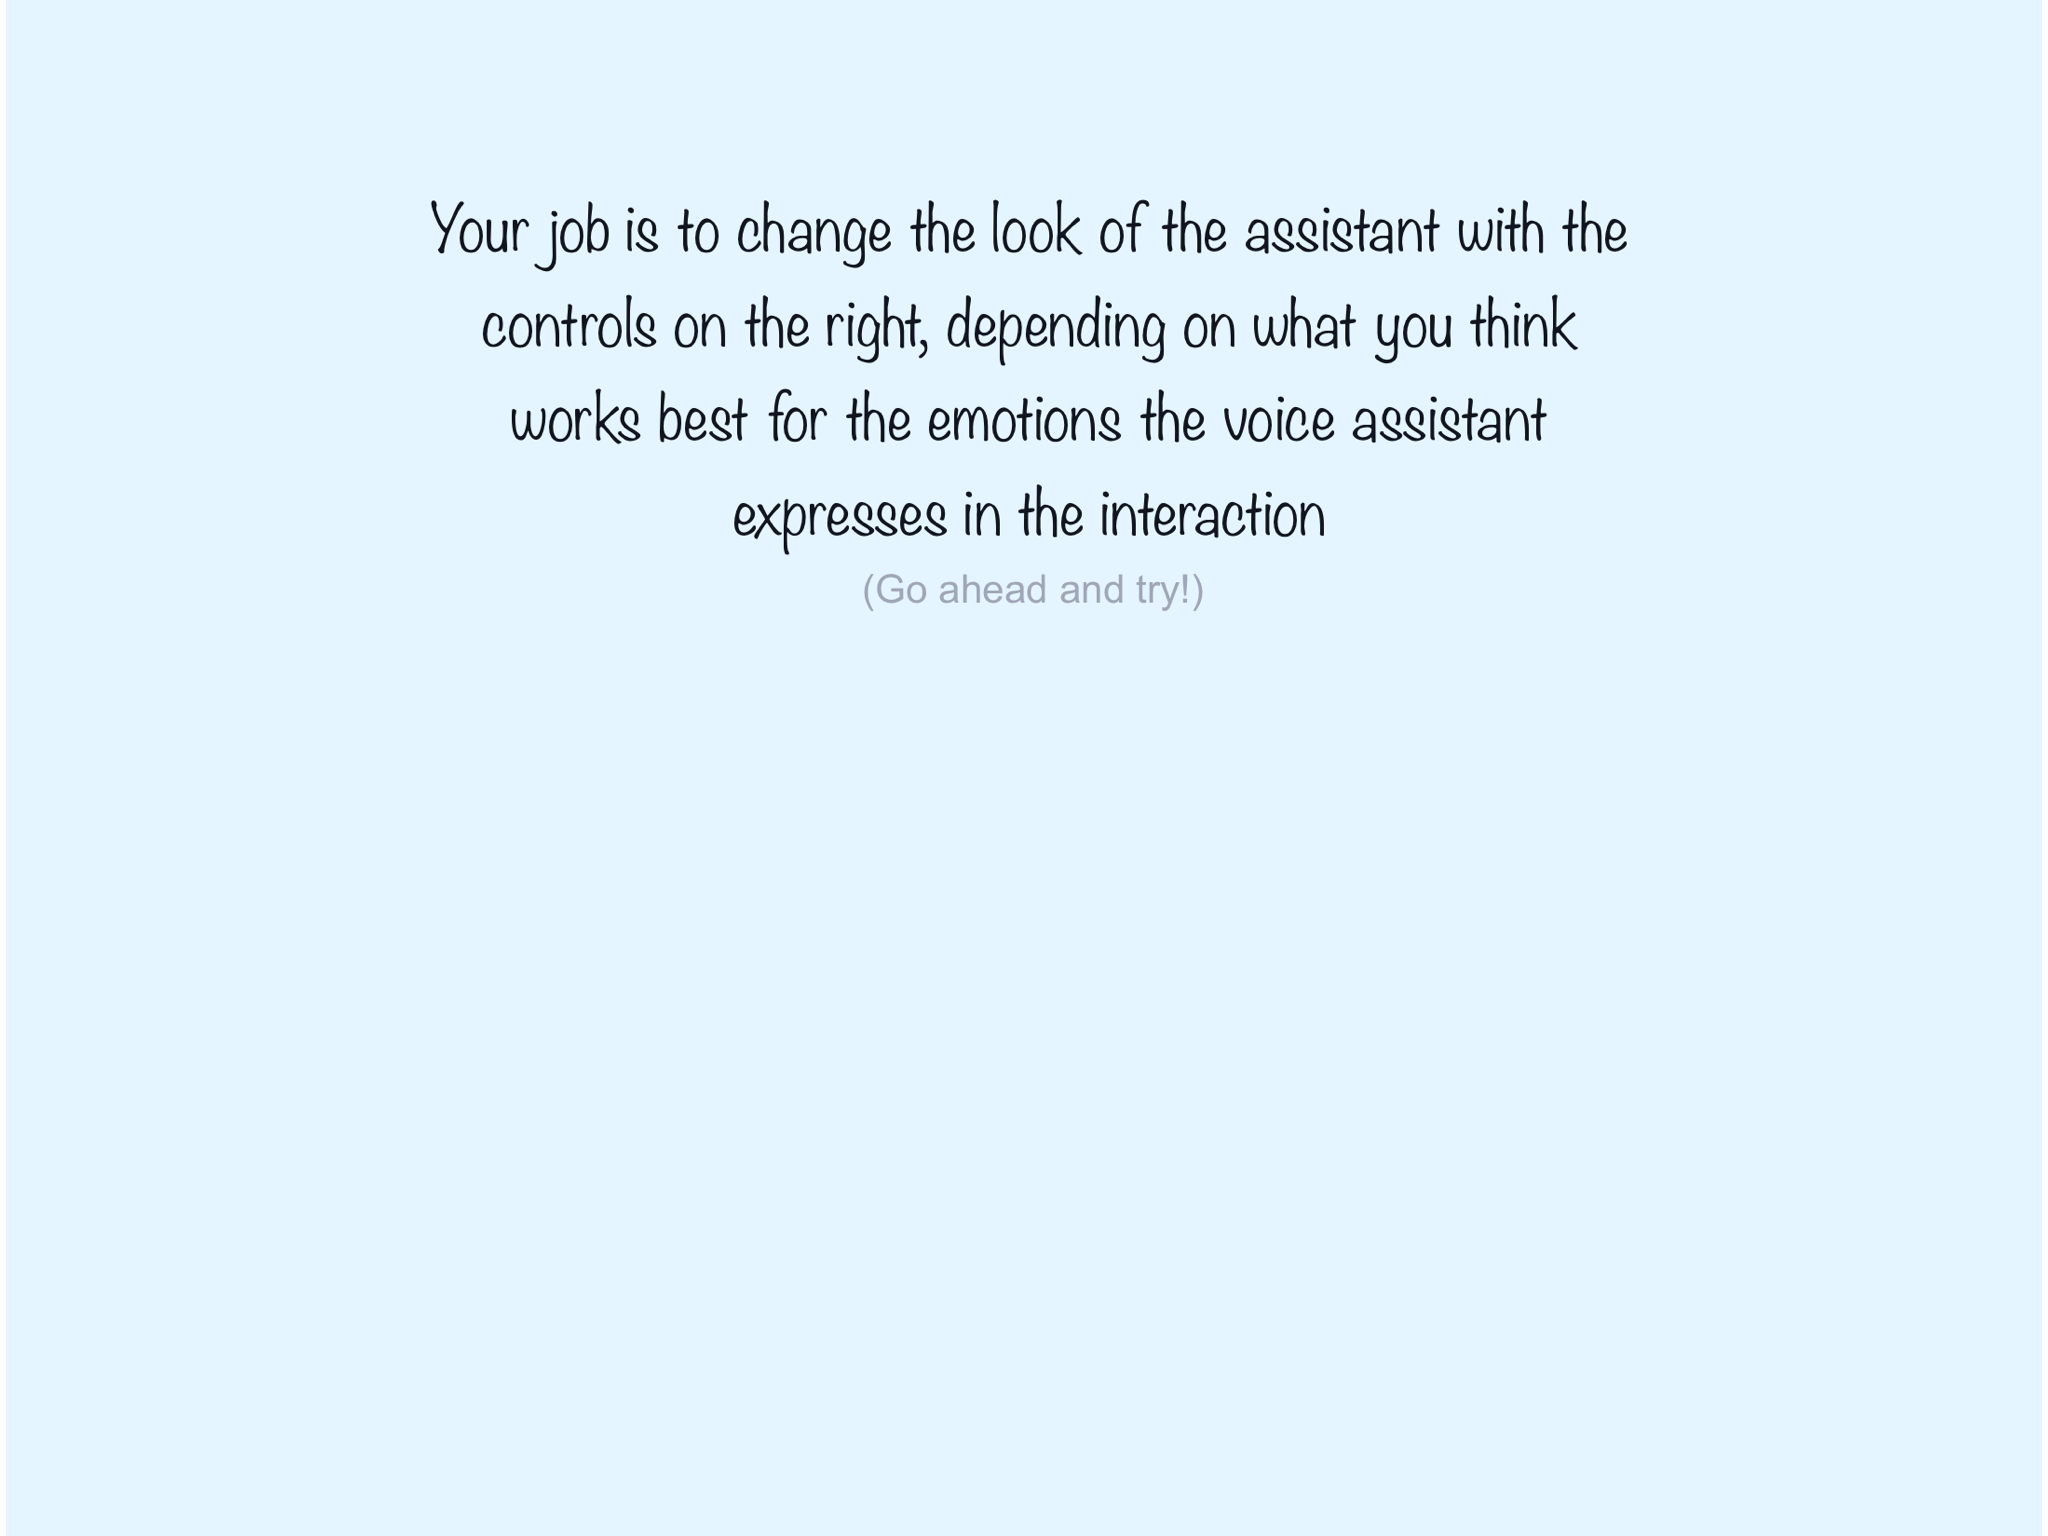 Your job is to change the look of the assistant with the
controls on the right, depending on what you think
works best for the emotions the voice assistant
expresses in the interaction
(Go ahead and try!)